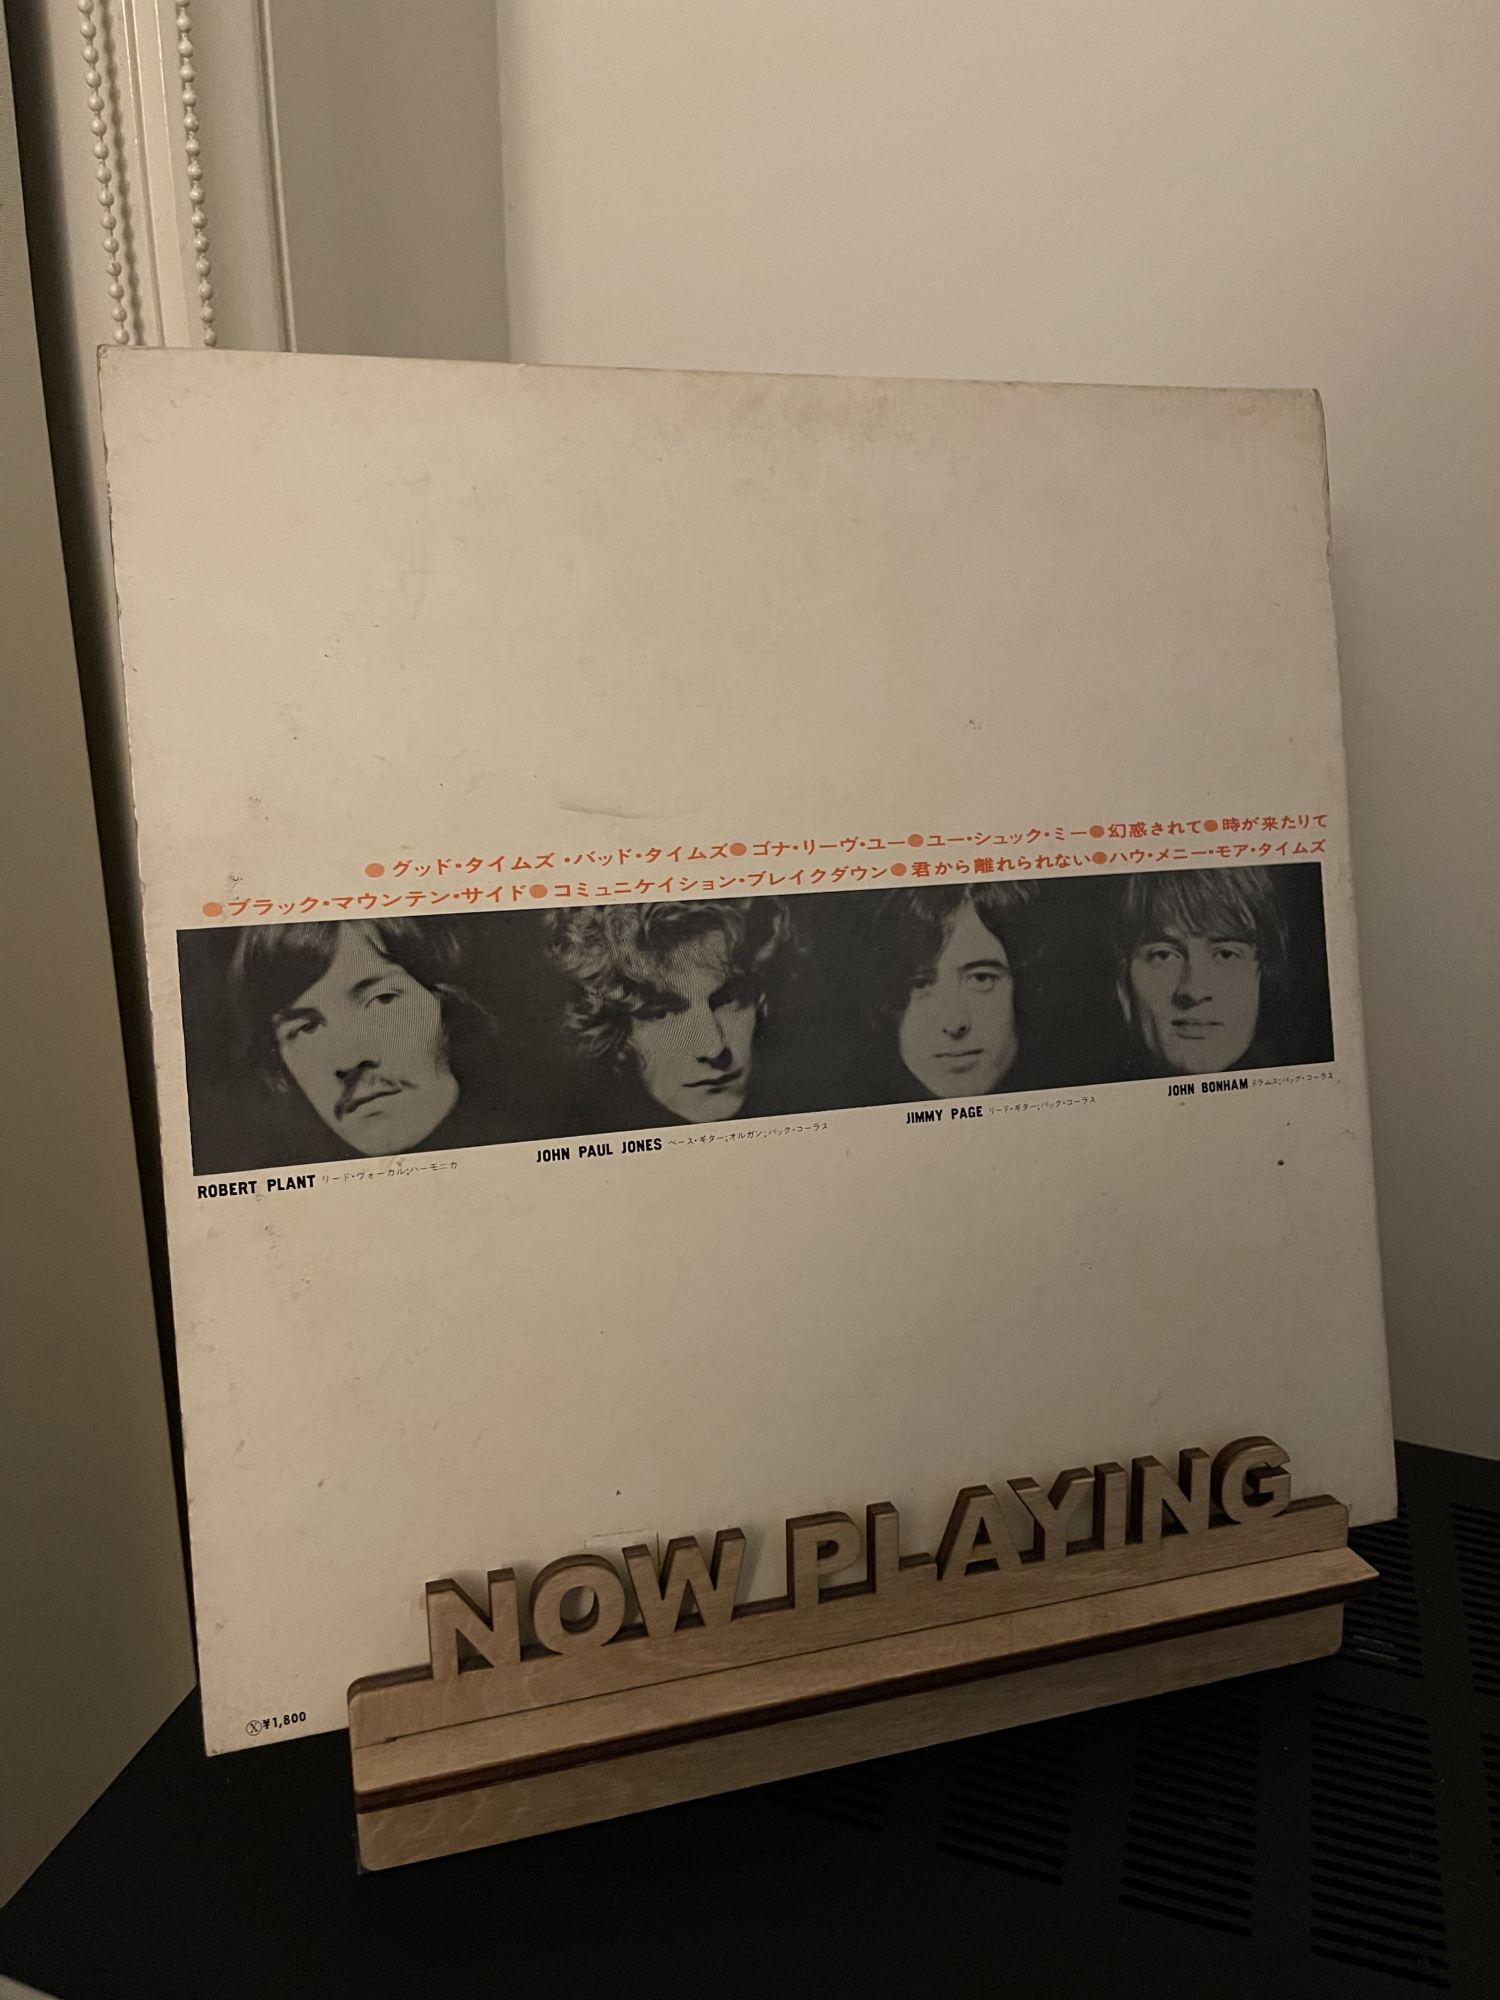 ●グッド・タイムズ・バッド・タイムズ●ゴナ・リーヴ・ユー●ユー・シュック・ミー●幻惑されて●時が来たりて
●ブラック・マウンテン・サイド●コミュニケイション・ブレイクダウン●君から離れられない●ハウ・メニー・モア・タイムズ
ROBERT PLANT リード・ヴォーカル;ハーモニカ
JOHN PAUL JONES ベース・ギター;オルガン;バック・コーラス
JIMMY PAGE リード・ギター;バック・コーラス
JOHN BONHAM ドラムス;バック・コーラス
NOW PLAYING
Ⓧ¥1,800